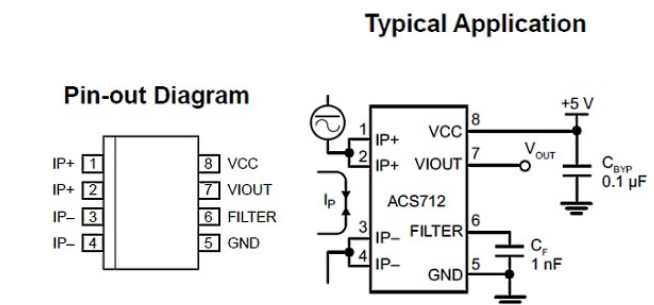 Typical Application
Pin-out Diagram
IP+ 1
IP+ 2
IP– 3
IP– 4
8 VCC
7 VIOUT
6 FILTER
5 GND
+5 V
1 IP+
2 IP+
3 IP–
4 IP–
IP
ACS712
VCC 8
VIOUT 7
FILTER 6
GND 5
VOUT
CBYP
0.1 µF
CF
1 nF